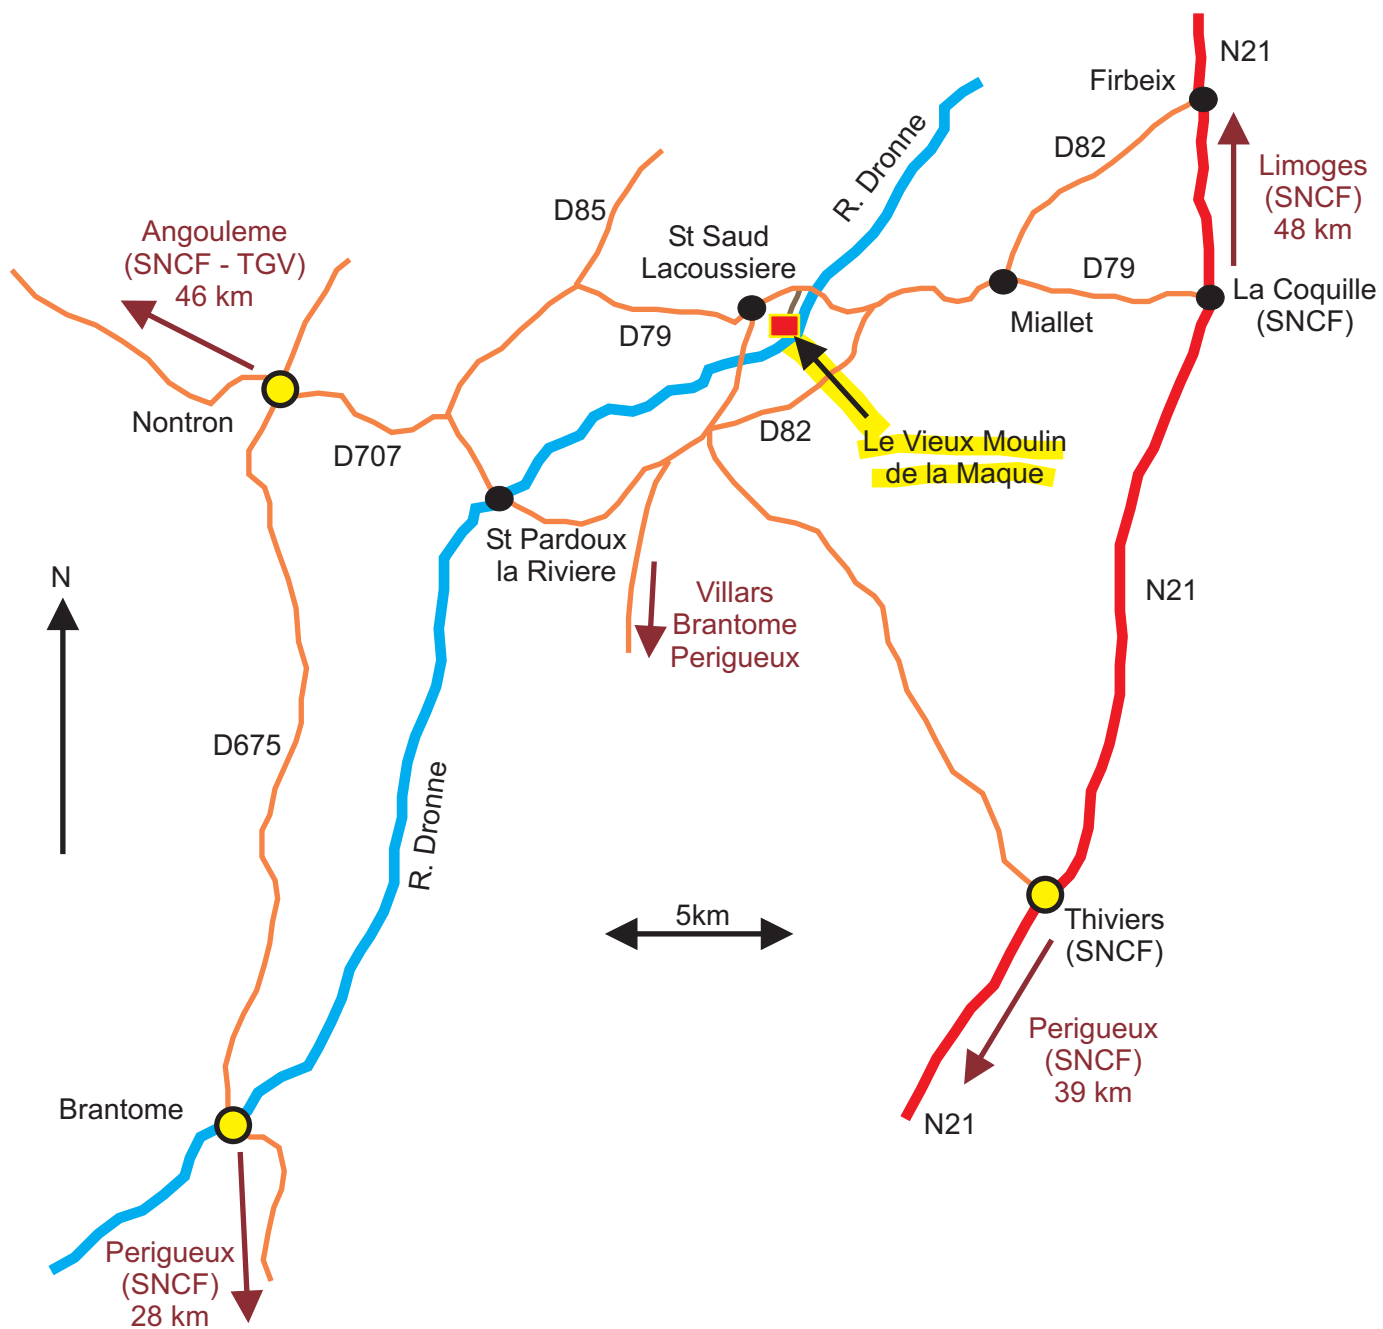 N21
Firbeix
D82
R. Dronne
Limoges
(SNCF)
48 km
D85
St Saud
Lacoussiere
Angouleme
(SNCF - TGV)
46 km
D79
La Coquille
(SNCF)
Miallet
D79
Nontron
D707
D82
Le Vieux Moulin
de la Maque
St Pardoux
la Riviere
N
Villars
Brantome
Perigueux
N21
D675
R. Dronne
5km
Thiviers
(SNCF)
Perigueux
(SNCF)
39 km
Brantome
N21
Perigueux
(SNCF)
28 km